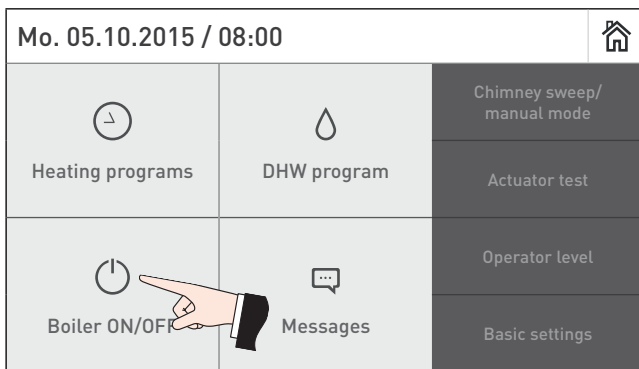 Mo. 05.10.2015 / 08:00
Heating programs
DHW program
Chimney sweep/
manual mode
Actuator test
Boiler ON/OFF
Messages
Operator level
Basic settings